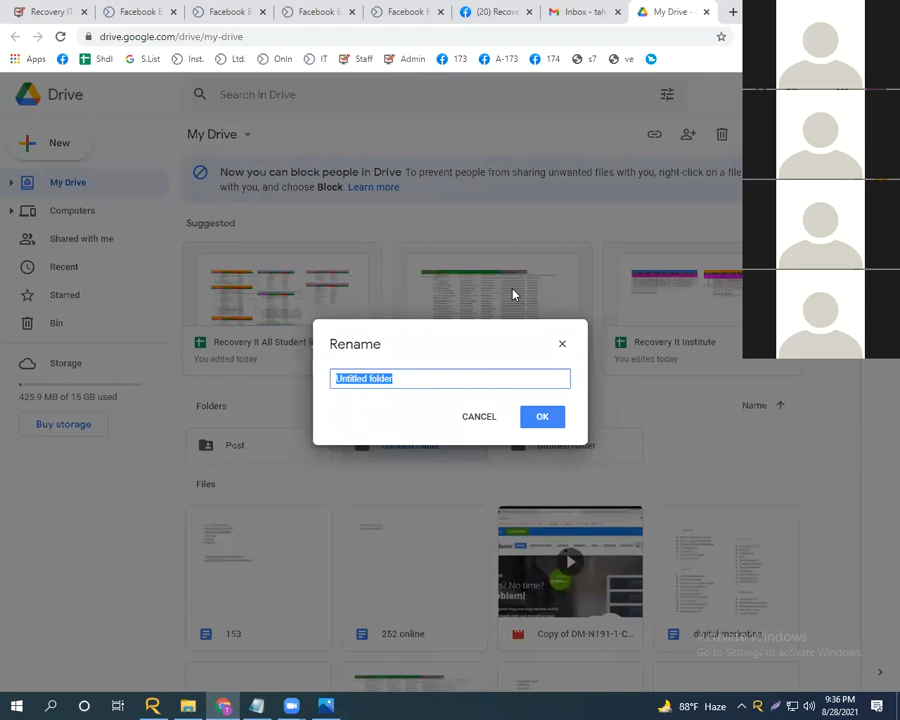 Recovery IT
Facebook B
Facebook B
Facebook B
Facebook B
(20) Recove
Inbox - tah
My Drive -
drive.google.com/drive/my-drive
Apps
Shdl
S.List
Inst.
Ltd.
OnIn
IT
Staff
Admin
173
A-173
174
s7
ve
Drive
Search in Drive
New
My Drive
Now you can block people in Drive To prevent people from sharing unwanted files with you, right-click on a fil
with you, and choose Block. Learn more
My Drive
Computers
Shared with me
Recent
Starred
Bin
Storage
425.9 MB of 15 GB used
Buy storage
Suggested
Recovery It All Student li
You edited today
Recovery It Institute
You edited today
Rename
Untitled folder
CANCEL
OK
Folders
Name
Post
Untitled folder
Untitled folder
Files
No time?
153
252 online
Copy of DM-N191-1-C...
digital marketing
Activate Windows
Go to Settings to activate Windows.
88°F Haze
9:36 PM
8/28/2021